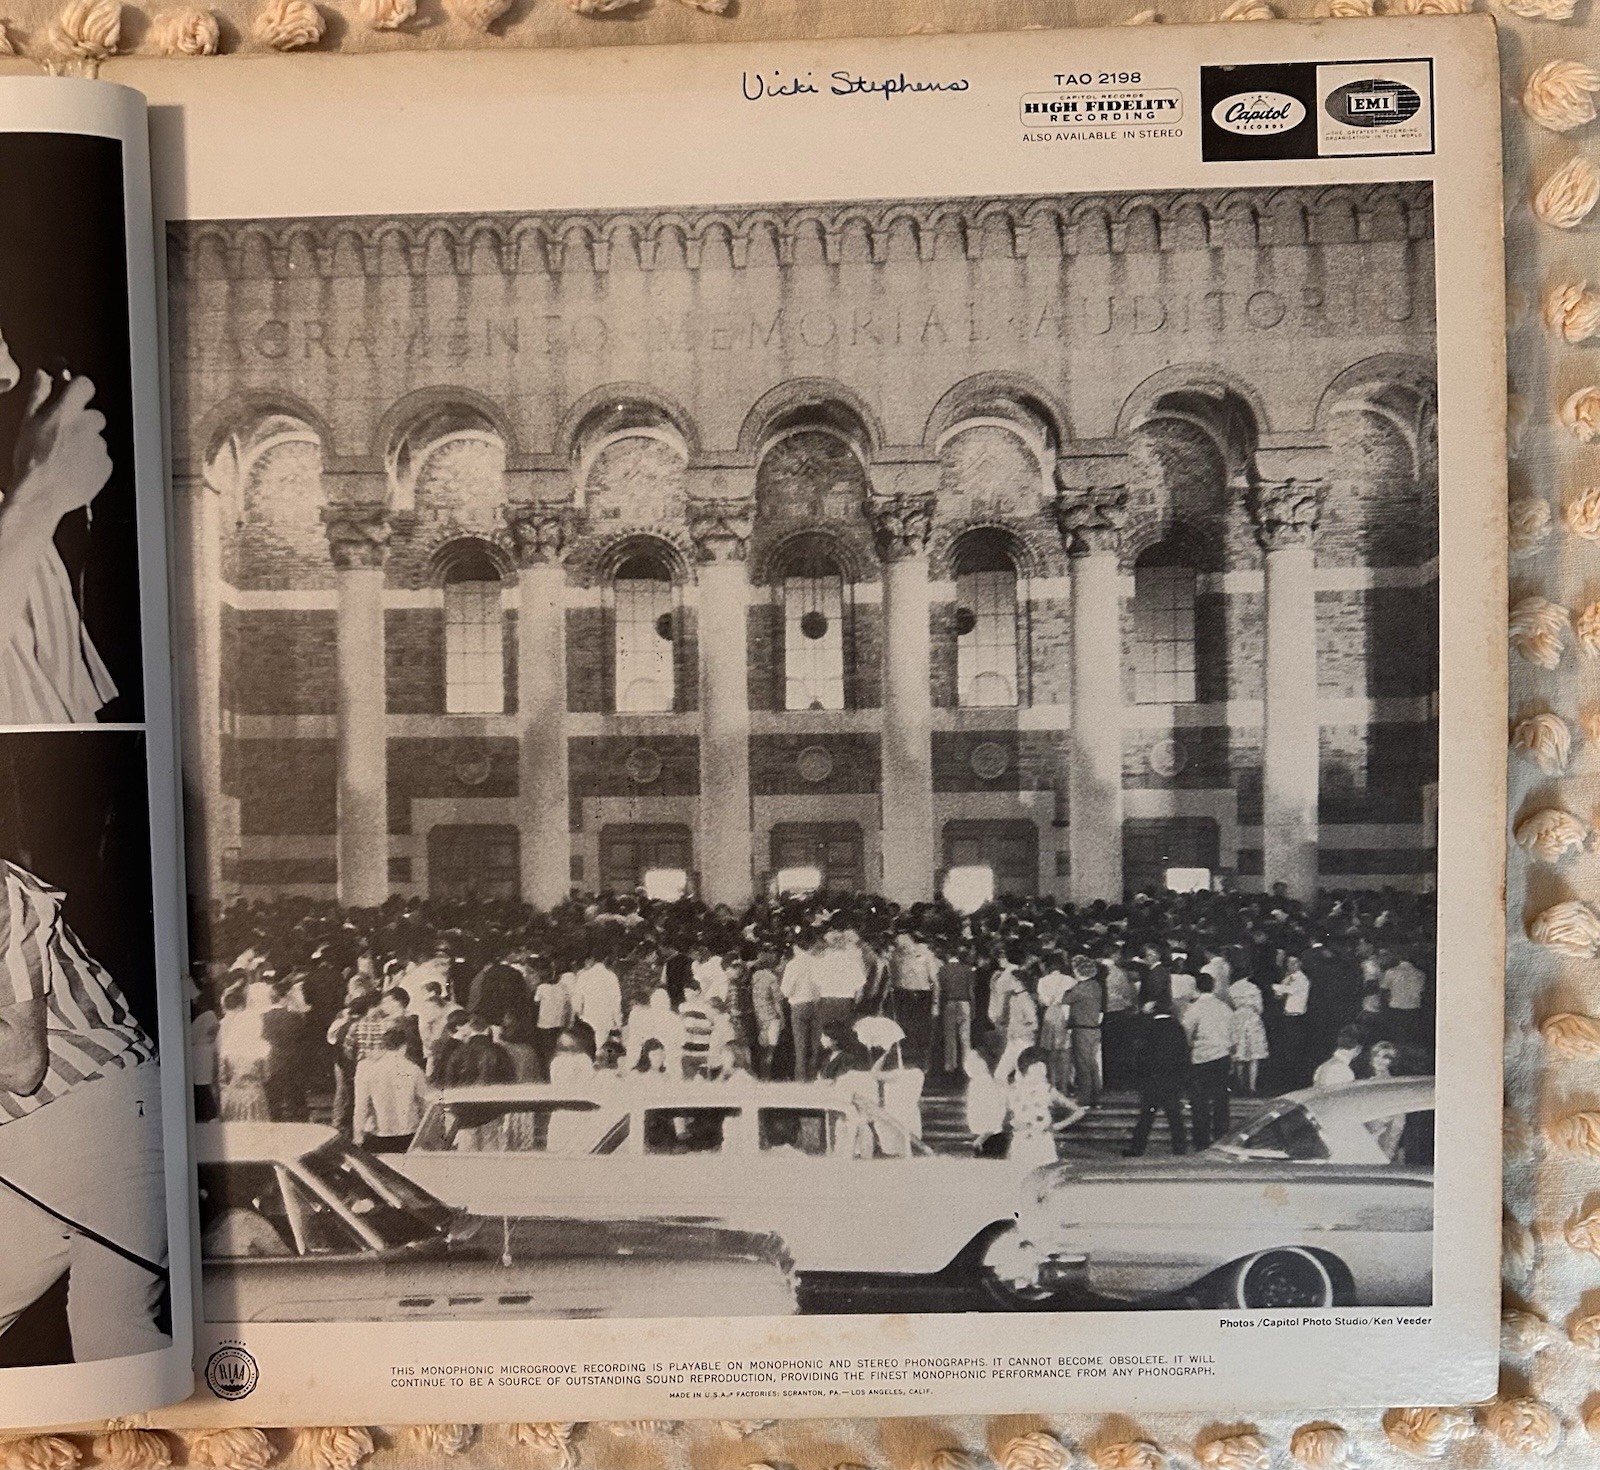 Vicki Stephens
TAO 2198
CAPITOL RECORDS
HIGH FIDELITY
RECORDING
ALSO AVAILABLE IN STEREO
Capitol
RECORDS
EMI
THE GREATEST RECORDING
ORGANISATION IN THE WORLD
SACRAMENTO MEMORIAL AUDITORIU
Photos /Capitol Photo Studio/Ken Veeder
MEMBER
RIAA
THIS MONOPHONIC MICROGROOVE RECORDING IS PLAYABLE ON MONOPHONIC AND STEREO PHONOGRAPHS. IT CANNOT BECOME OBSOLETE. IT WILL
CONTINUE TO BE A SOURCE OF OUTSTANDING SOUND REPRODUCTION, PROVIDING THE FINEST MONOPHONIC PERFORMANCE FROM ANY PHONOGRAPH.
MADE IN U.S.A. FACTORIES: SCRANTON, PA.—LOS ANGELES, CALIF.